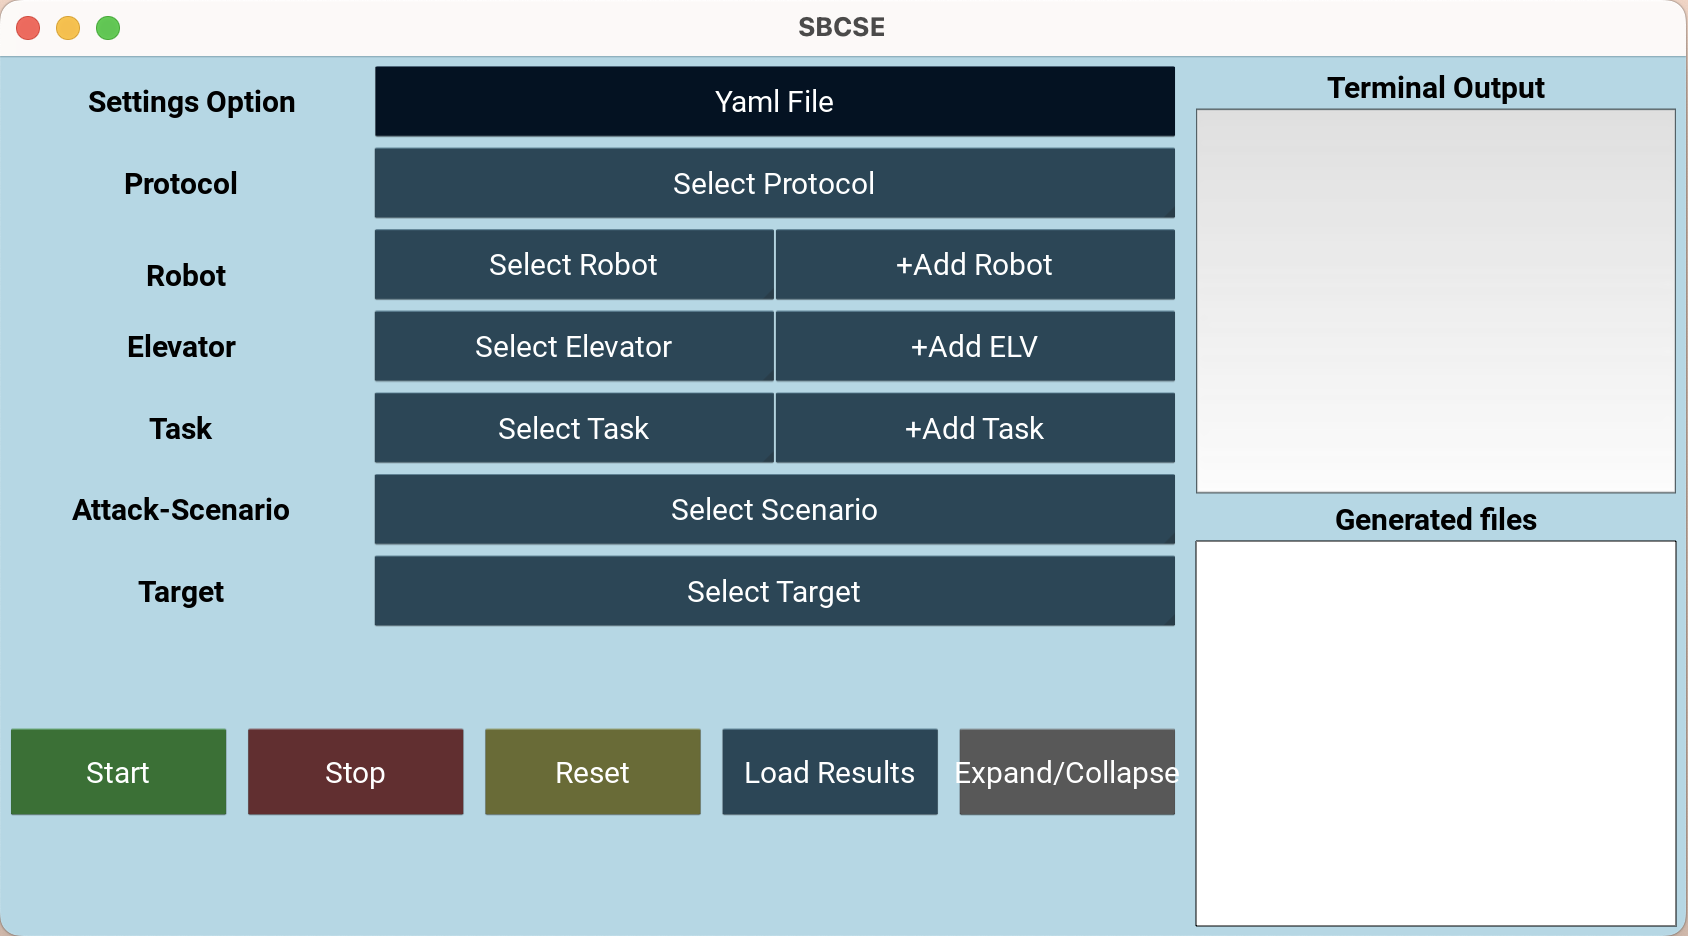 SBCSE
Settings Option
Yaml File
Protocol
Select Protocol
Robot
Select Robot
+Add Robot
Elevator
Select Elevator
+Add ELV
Task
Select Task
+Add Task
Attack-Scenario
Select Scenario
Target
Select Target
Start
Stop
Reset
Load Results
Expand/Collapse
Terminal Output
Generated files